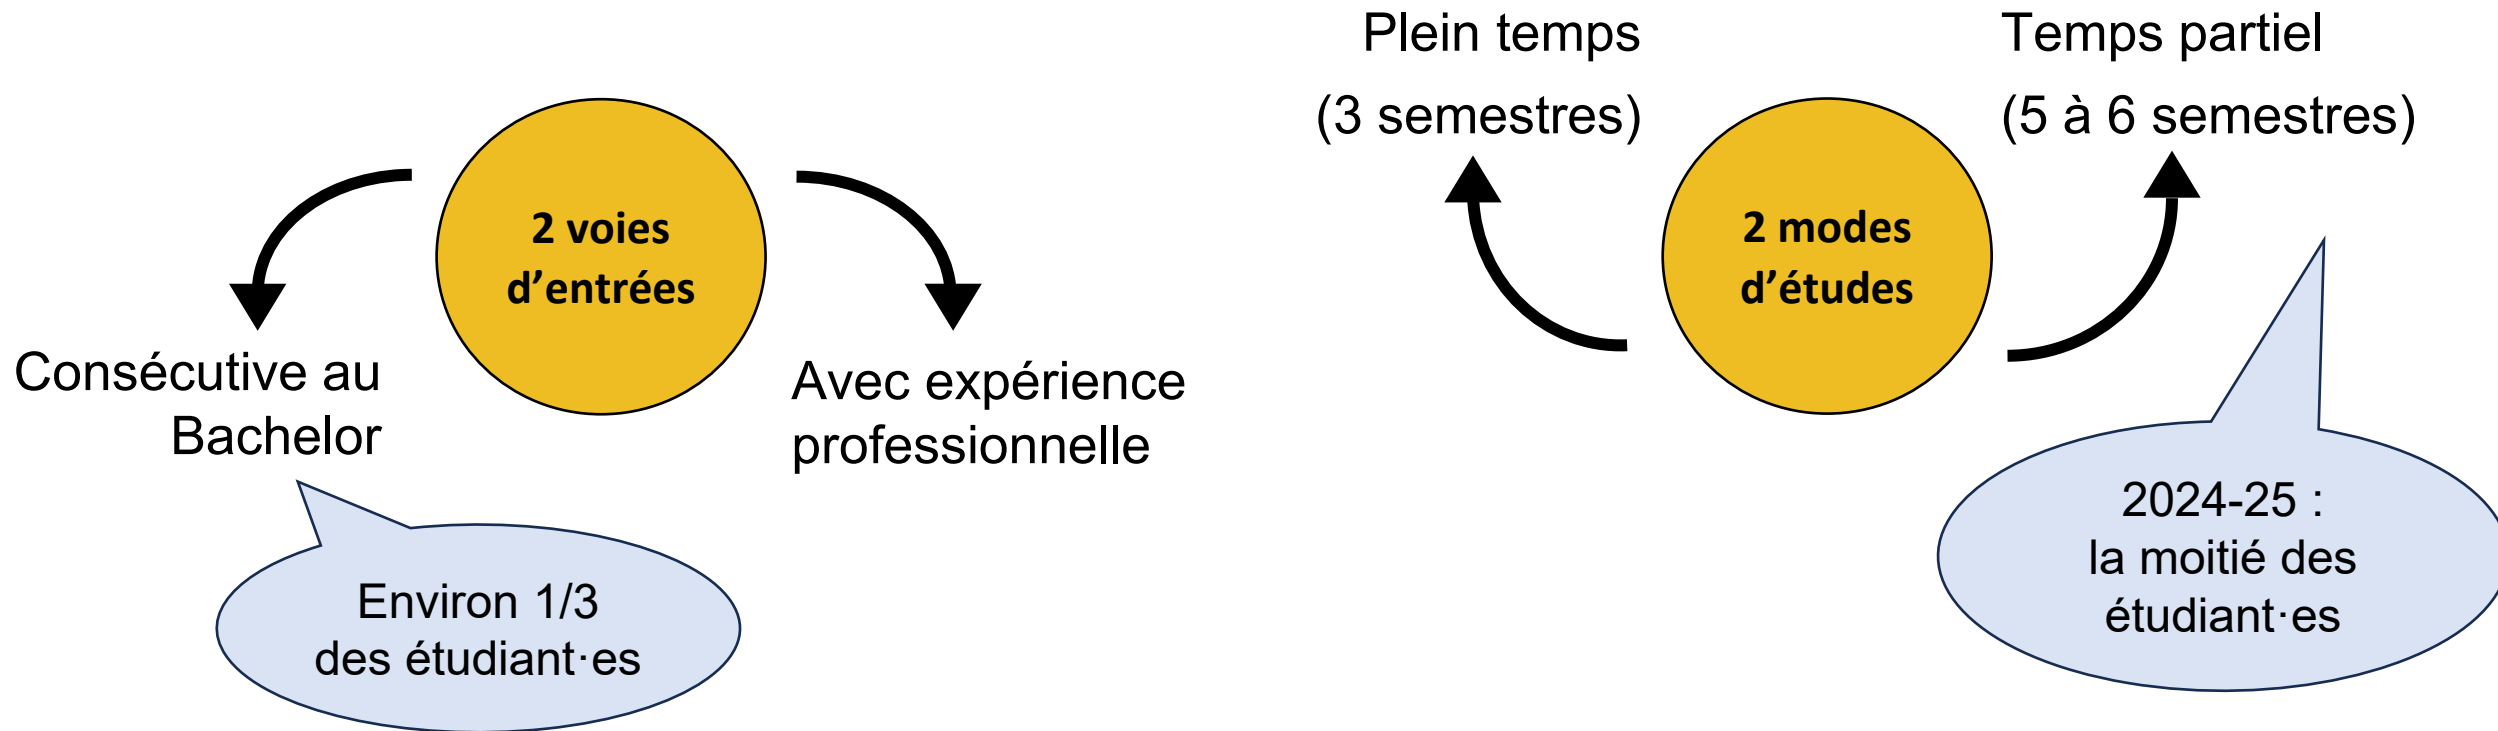 2 voies
d’entrées
Consécutive au
Bachelor
Avec expérience
professionnelle
Environ 1/3
des étudiant·es
Plein temps
(3 semestres)
2 modes
d’études
Temps partiel
(5 à 6 semestres)
2024-25 :
la moitié des
étudiant·es